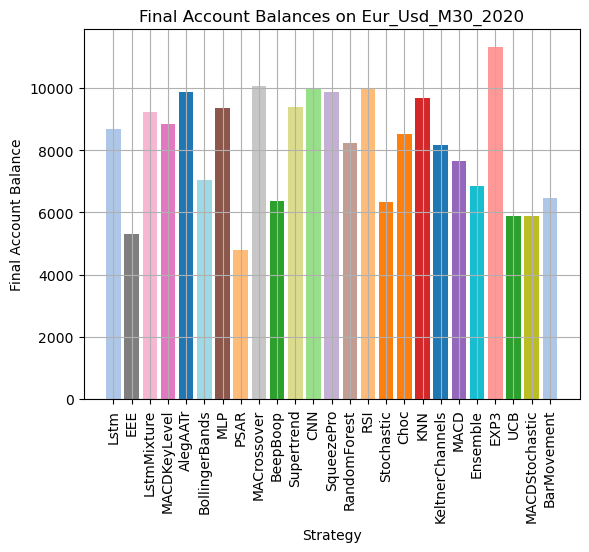 Final Account Balances on Eur_Usd_M30_2020
Final Account Balance
10000
8000
6000
4000
2000
0
Lstm
EEE
LstmMixture
MACDKeyLevel
AlegAATr
BollingerBands
MLP
PSAR
MACrossover
BeepBoop
Supertrend
CNN
SqueezePro
RandomForest
RSI
Stochastic
Choc
KNN
KeltnerChannels
MACD
Ensemble
EXP3
UCB
MACDStochastic
BarMovement
Strategy